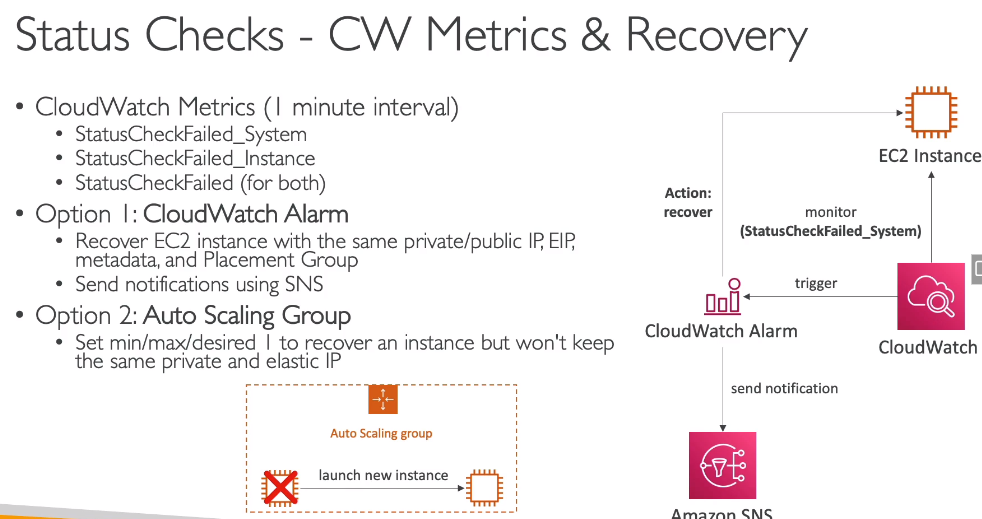 Status Checks - CW Metrics & Recovery
• CloudWatch Metrics (1 minute interval)
• StatusCheckFailed_System
• StatusCheckFailed_Instance
• StatusCheckFailed (for both)
• Option 1: CloudWatch Alarm
• Recover EC2 instance with the same private/public IP, EIP,
metadata, and Placement Group
• Send notifications using SNS
• Option 2: Auto Scaling Group
• Set min/max/desired 1 to recover an instance but won't keep
the same private and elastic IP
Auto Scaling group
launch new instance
EC2 Instance
Action:
recover
monitor
(StatusCheckFailed_System)
trigger
CloudWatch Alarm
CloudWatch
send notification
Amazon SNS